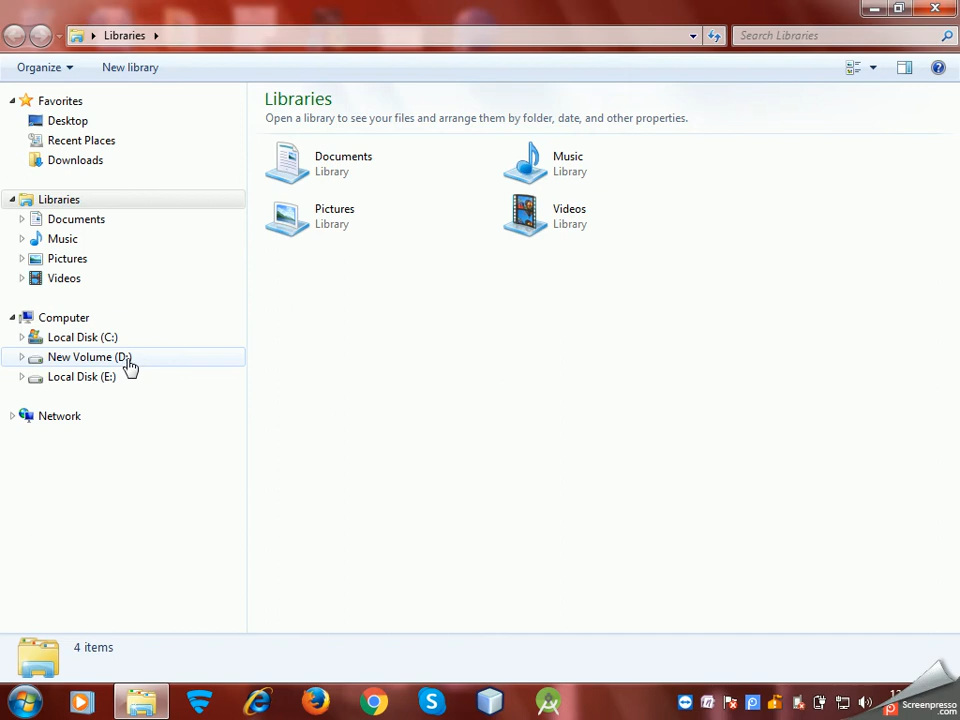 Libraries
Search Libraries
Organize
New library
Favorites
Desktop
Recent Places
Downloads
Libraries
Documents
Music
Pictures
Videos
Computer
Local Disk (C:)
New Volume (D:)
Local Disk (E:)
Network
Libraries
Open a library to see your files and arrange them by folder, date, and other properties.
Documents
Library
Music
Library
Pictures
Library
Videos
Library
4 items
Screenpresso
.com